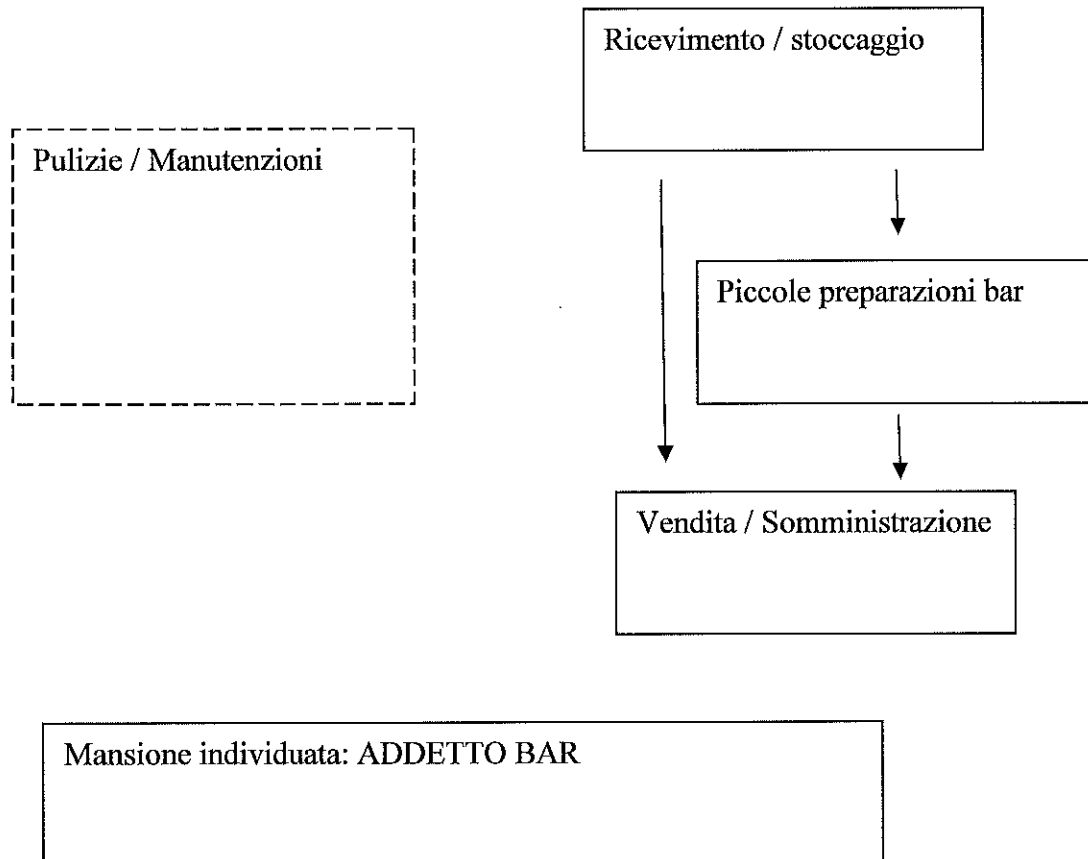 Ricevimento / stoccaggio
Pulizie / Manutenzioni
Piccole preparazioni bar
Vendita / Somministrazione
Mansione individuata: ADDETTO BAR